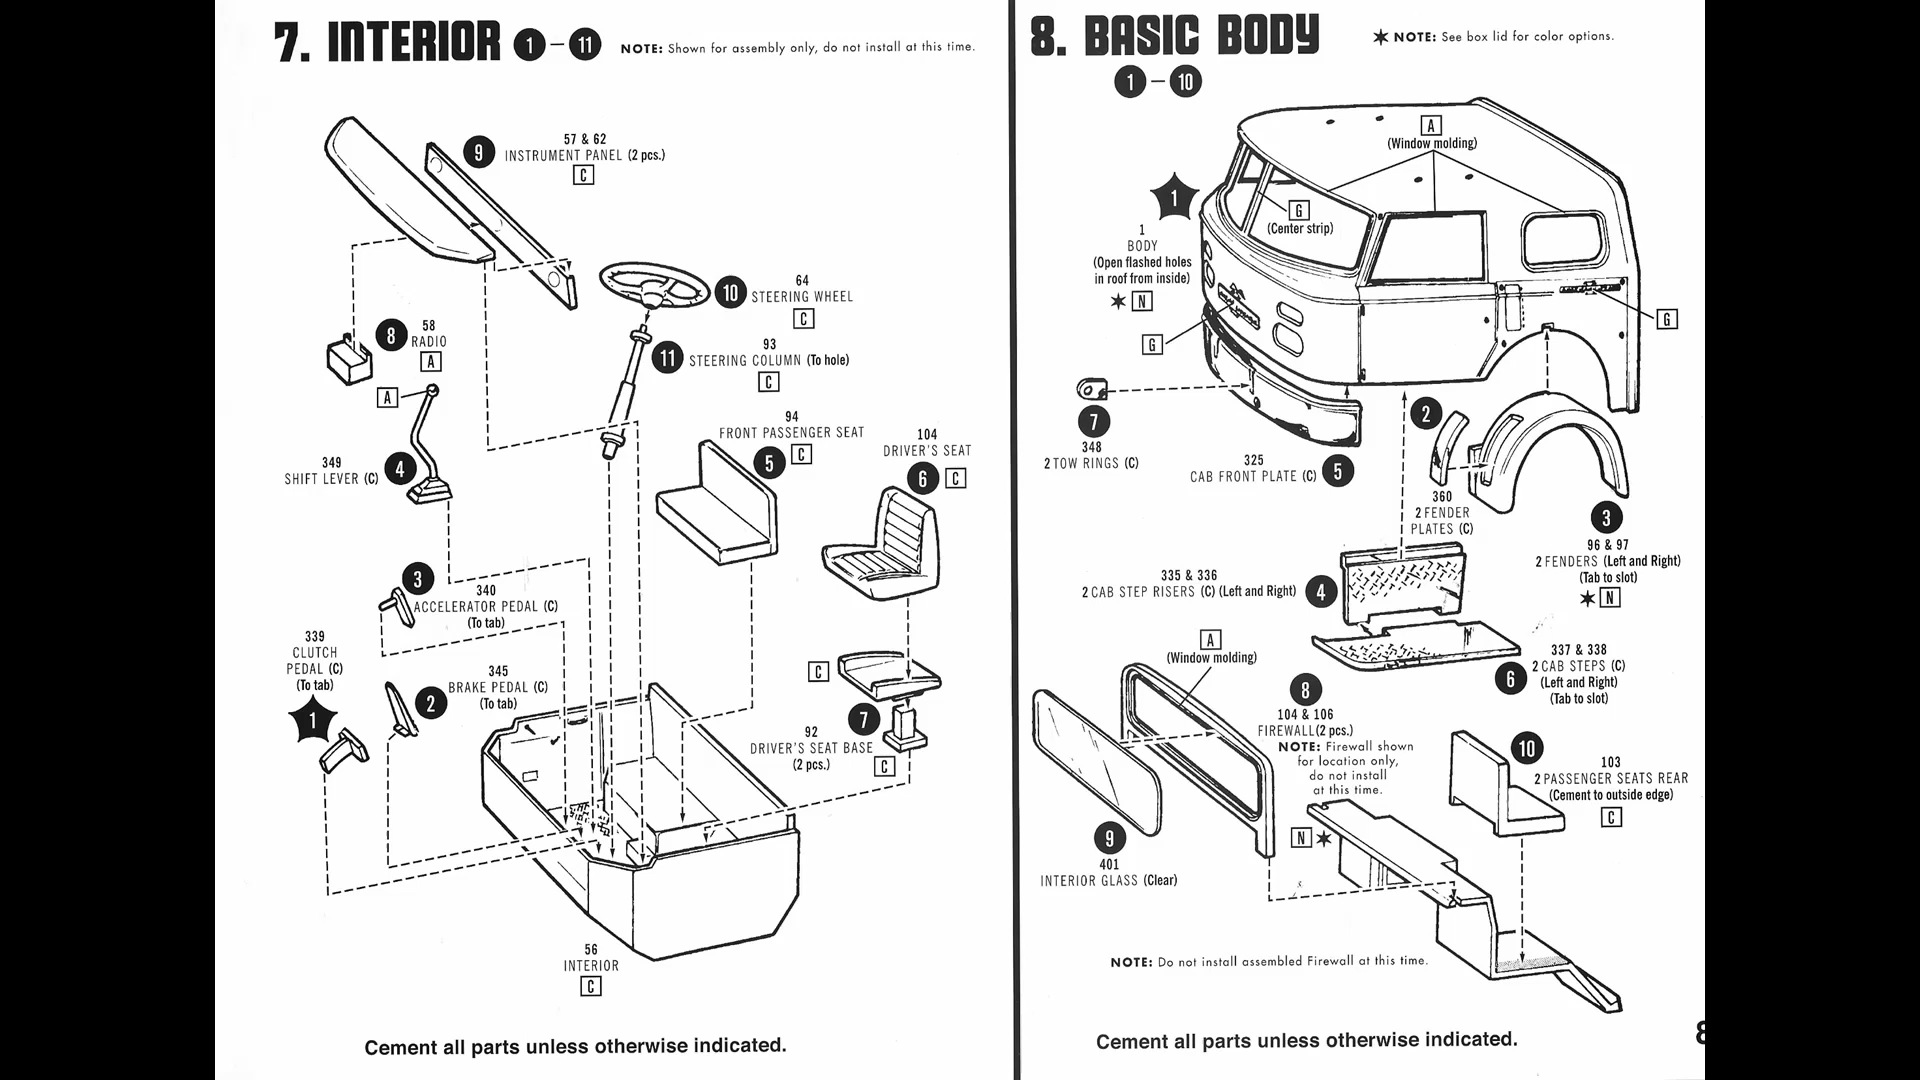 7. INTERIOR 1 – 11
NOTE: Shown for assembly only, do not install at this time.
9
57 & 62
INSTRUMENT PANEL (2 pcs.)
C
10
64
STEERING WHEEL
C
8
58
RADIO
A
11
93
STEERING COLUMN (To hole)
C
A
349
SHIFT LEVER (C)
4
94
FRONT PASSENGER SEAT
5
C
104
DRIVER'S SEAT
6
C
3
340
ACCELERATOR PEDAL (C)
(To tab)
339
CLUTCH
PEDAL (C)
(To tab)
1
345
BRAKE PEDAL (C)
(To tab)
2
C
7
92
DRIVER'S SEAT BASE
(2 pcs.)
C
56
INTERIOR
C
Cement all parts unless otherwise indicated.
8. BASIC BODY
1 – 10
✶ NOTE: See box lid for color options.
A
(Window molding)
1
G
(Center strip)
1
BODY
(Open flashed holes
in roof from inside)
✶ N
G
G
7
348
2 TOW RINGS (C)
325
CAB FRONT PLATE (C)
5
2
360
2 FENDER
PLATES (C)
3
96 & 97
2 FENDERS (Left and Right)
(Tab to slot)
✶ N
335 & 336
2 CAB STEP RISERS (C) (Left and Right)
4
337 & 338
2 CAB STEPS (C)
(Left and Right)
(Tab to slot)
6
A
(Window molding)
8
104 & 106
FIREWALL(2 pcs.)
NOTE: Firewall shown
for location only,
do not install
at this time.
N ✶
9
401
INTERIOR GLASS (Clear)
10
103
2 PASSENGER SEATS REAR
(Cement to outside edge)
C
NOTE: Do not install assembled Firewall at this time.
Cement all parts unless otherwise indicated.
8